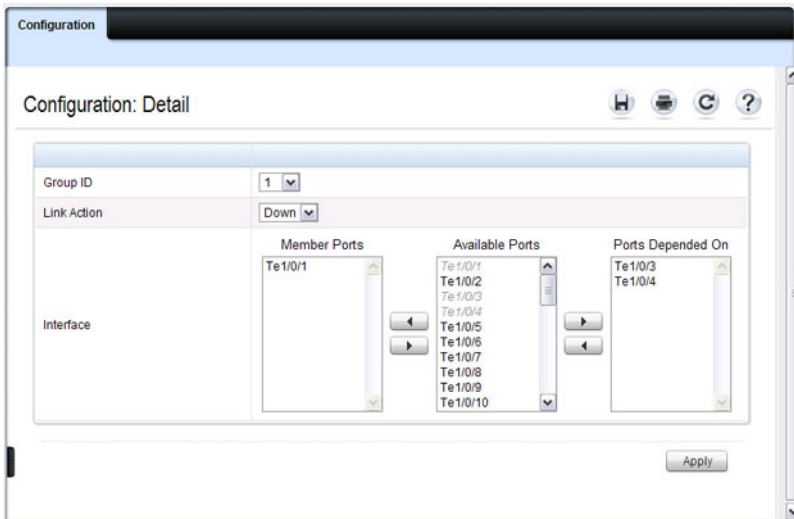 Configuration
Configuration: Detail
Group ID 1
Link Action Down
Interface
Member Ports
Te1/0/1
Available Ports
Te1/0/1
Te1/0/2
Te1/0/3
Te1/0/4
Te1/0/5
Te1/0/6
Te1/0/7
Te1/0/8
Te1/0/9
Te1/0/10
Ports Depended On
Te1/0/3
Te1/0/4
Apply